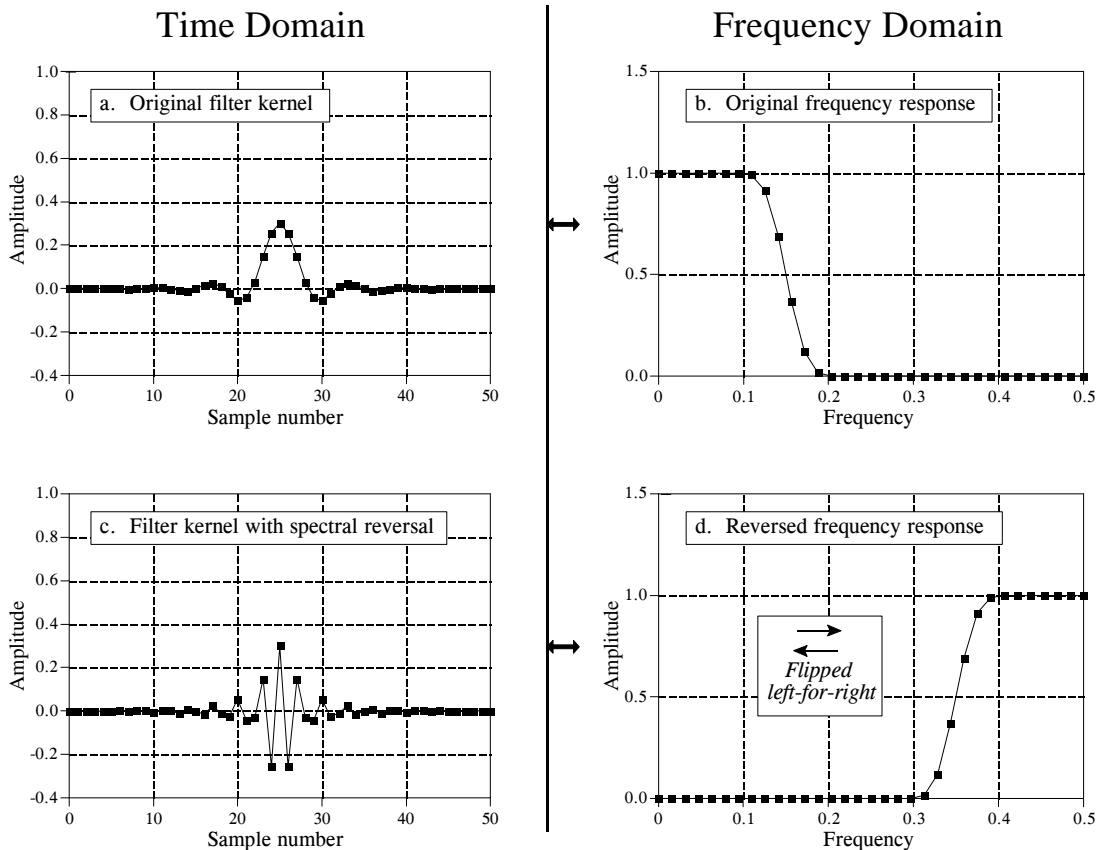 Time Domain
Frequency Domain
a. Original filter kernel
1.0
0.8
0.6
0.4
0.2
0.0
-0.2
-0.4
Amplitude
0 10 20 30 40 50
Sample number
b. Original frequency response
1.5
1.0
0.5
0.0
Amplitude
0 0.1 0.2 0.3 0.4 0.5
Frequency
c. Filter kernel with spectral reversal
1.0
0.8
0.6
0.4
0.2
0.0
-0.2
-0.4
Amplitude
0 10 20 30 40 50
Sample number
d. Reversed frequency response
1.5
1.0
0.5
0.0
Amplitude
Flipped
left-for-right
0 0.1 0.2 0.3 0.4 0.5
Frequency